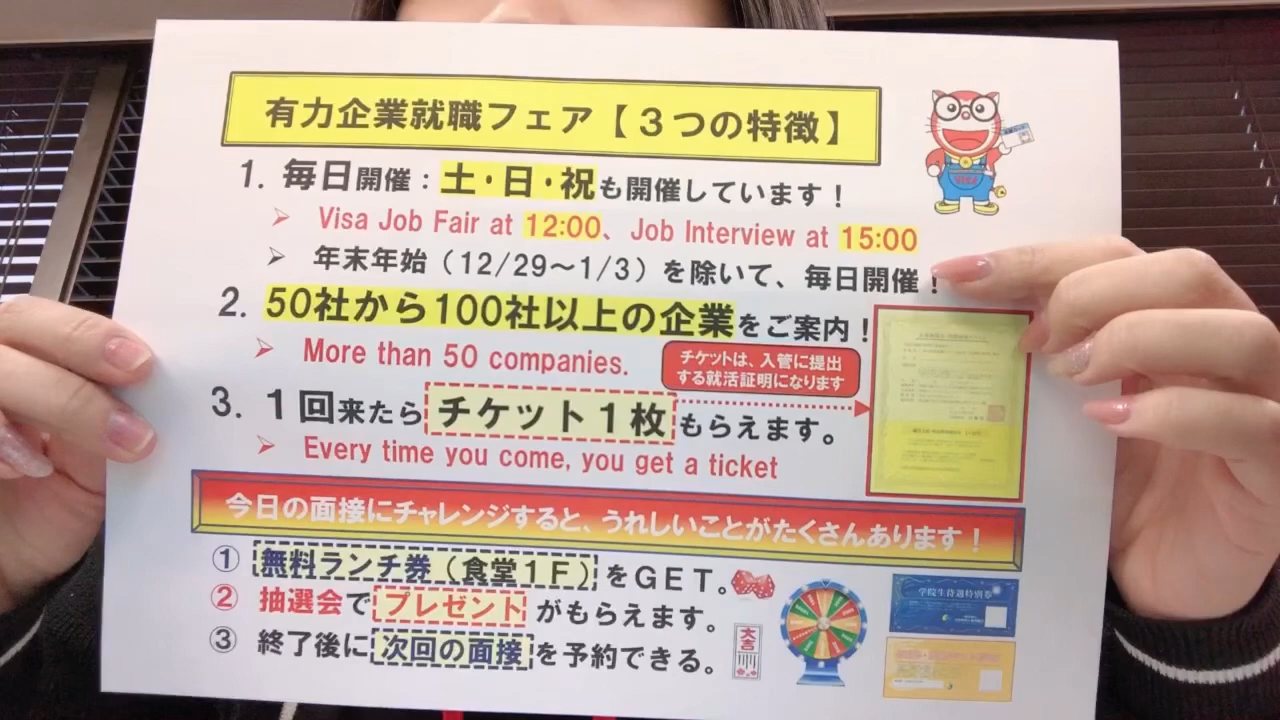 有力企業就職フェア【3つの特徴】
1. 毎日開催：土・日・祝も開催しています！
➢ Visa Job Fair at 12:00、Job Interview at 15:00
➢ 年末年始（12/29～1/3）を除いて、毎日開催！
2. 50社から100社以上の企業をご案内！
➢ More than 50 companies.
チケットは、入管に提出
する就活証明になります
3. 1回来たらチケット1枚もらえます。
➢ Every time you come, you get a ticket
今日の面接にチャレンジすると、うれしいことがたくさんあります！
① 無料ランチ券（食堂1F）をGET。
② 抽選会でプレゼントがもらえます。
③ 終了後に次回の面接を予約できる。
大吉
学院生待遇特別券